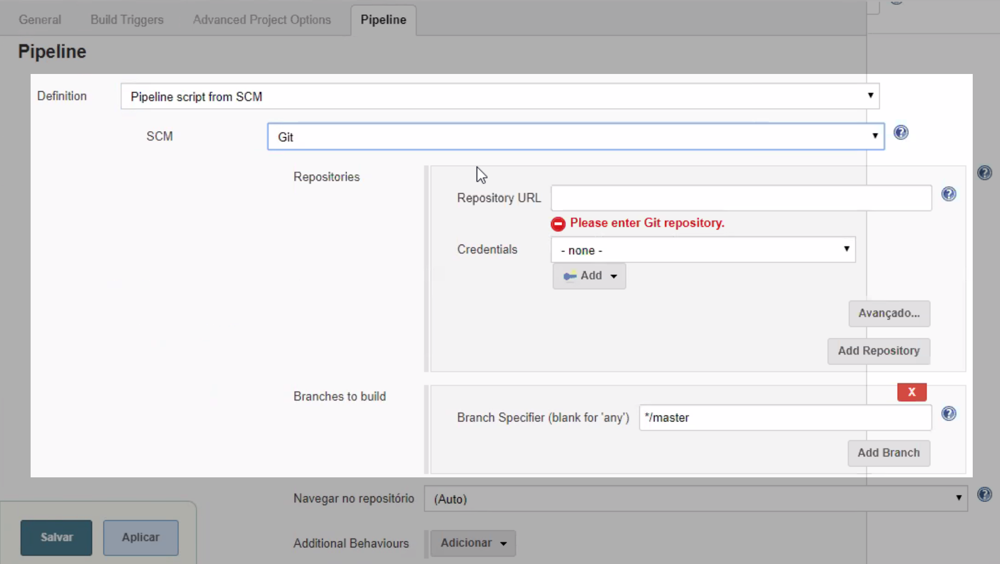 General Build Triggers Advanced Project Options Pipeline
Pipeline
Definition Pipeline script from SCM
SCM Git
Repositories
Repository URL
Please enter Git repository.
Credentials - none -
Add
Avançado...
Add Repository
Branches to build
X
Branch Specifier (blank for 'any') */master
Add Branch
Navegar no repositório (Auto)
Salvar Aplicar
Additional Behaviours Adicionar